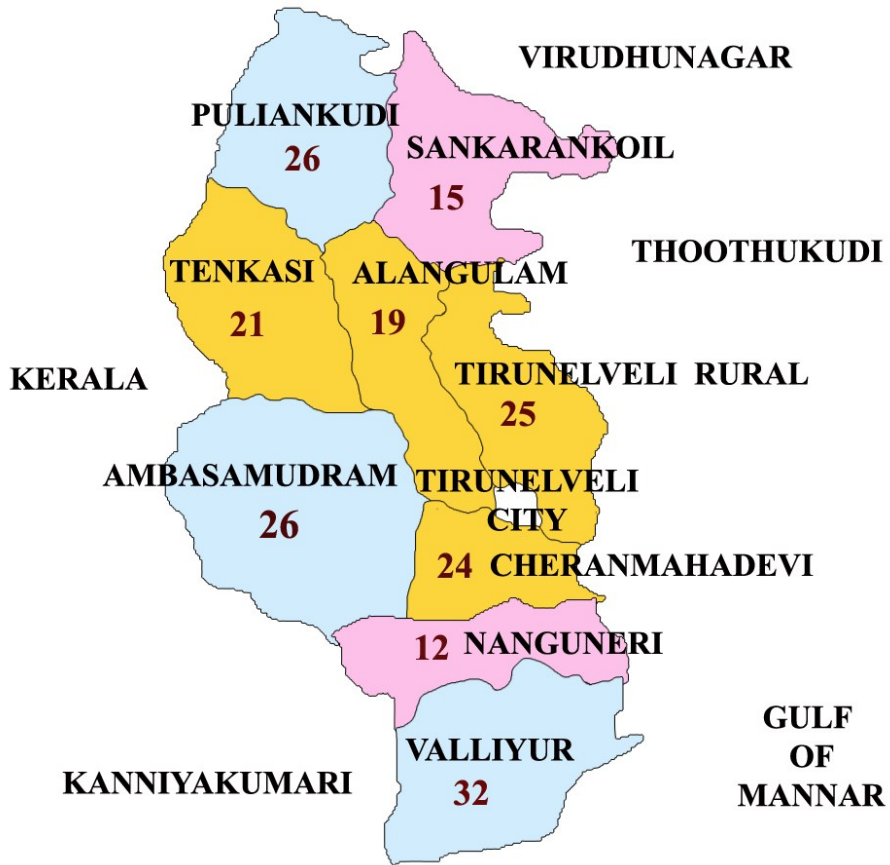 VIRUDHUNAGAR
PULIANKUDI
26
SANKARANKOIL
15
THOOTHUKUDI
TENKASI
21
ALANGULAM
19
KERALA
TIRUNELVELI RURAL
25
AMBASAMUDRAM
26
TIRUNELVELI
CITY
24 CHERANMAHADEVI
12 NANGUNERI
VALLIYUR
32
KANNIYAKUMARI
GULF
OF
MANNAR